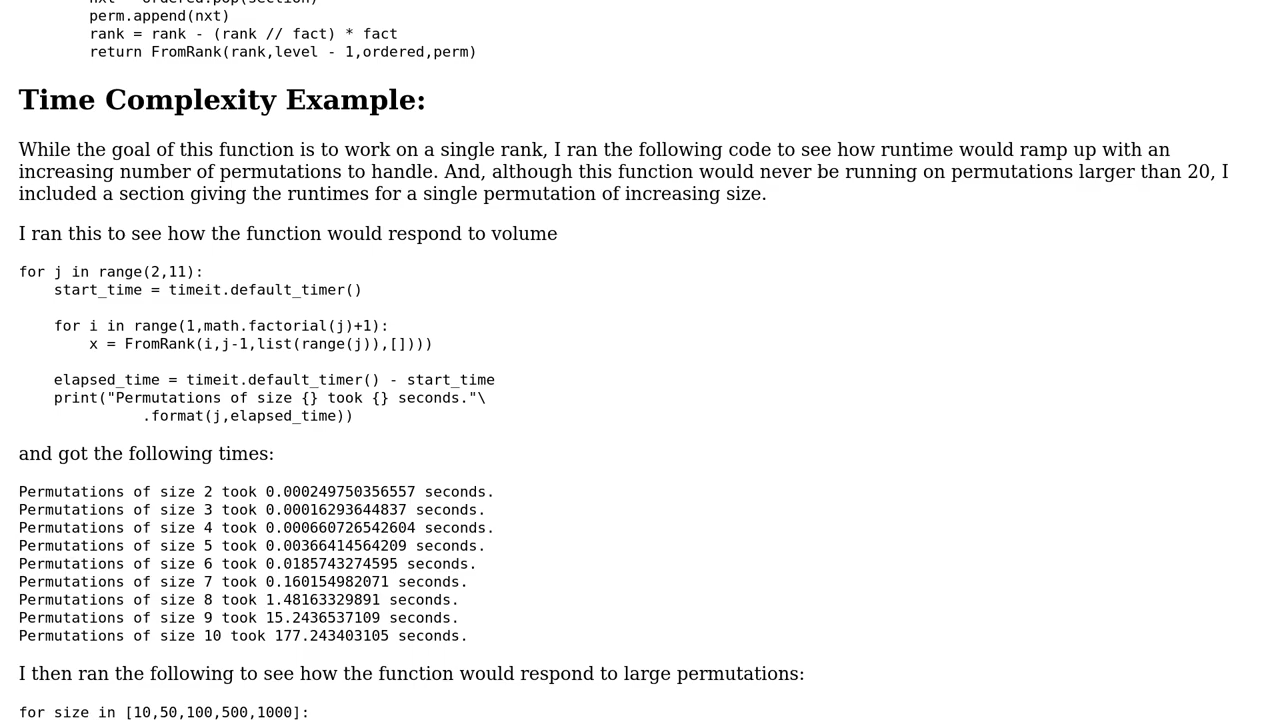 nxt = ordered.pop(section)
        perm.append(nxt)
        rank = rank - (rank // fact) * fact
        return FromRank(rank,level - 1,ordered,perm)
Time Complexity Example:
While the goal of this function is to work on a single rank, I ran the following code to see how runtime would ramp up with an
increasing number of permutations to handle. And, although this function would never be running on permutations larger than 20, I
included a section giving the runtimes for a single permutation of increasing size.
I ran this to see how the function would respond to volume
for j in range(2,11):
    start_time = timeit.default_timer()
    for i in range(1,math.factorial(j)+1):
        x = FromRank(i,j-1,list(range(j)),[])))
    elapsed_time = timeit.default_timer() - start_time
    print("Permutations of size {} took {} seconds."\
              .format(j,elapsed_time))
and got the following times:
Permutations of size 2 took 0.000249750356557 seconds.
Permutations of size 3 took 0.00016293644837 seconds.
Permutations of size 4 took 0.000660726542604 seconds.
Permutations of size 5 took 0.00366414564209 seconds.
Permutations of size 6 took 0.0185743274595 seconds.
Permutations of size 7 took 0.160154982071 seconds.
Permutations of size 8 took 1.48163329891 seconds.
Permutations of size 9 took 15.2436537109 seconds.
Permutations of size 10 took 177.243403105 seconds.
I then ran the following to see how the function would respond to large permutations:
for size in [10,50,100,500,1000]: